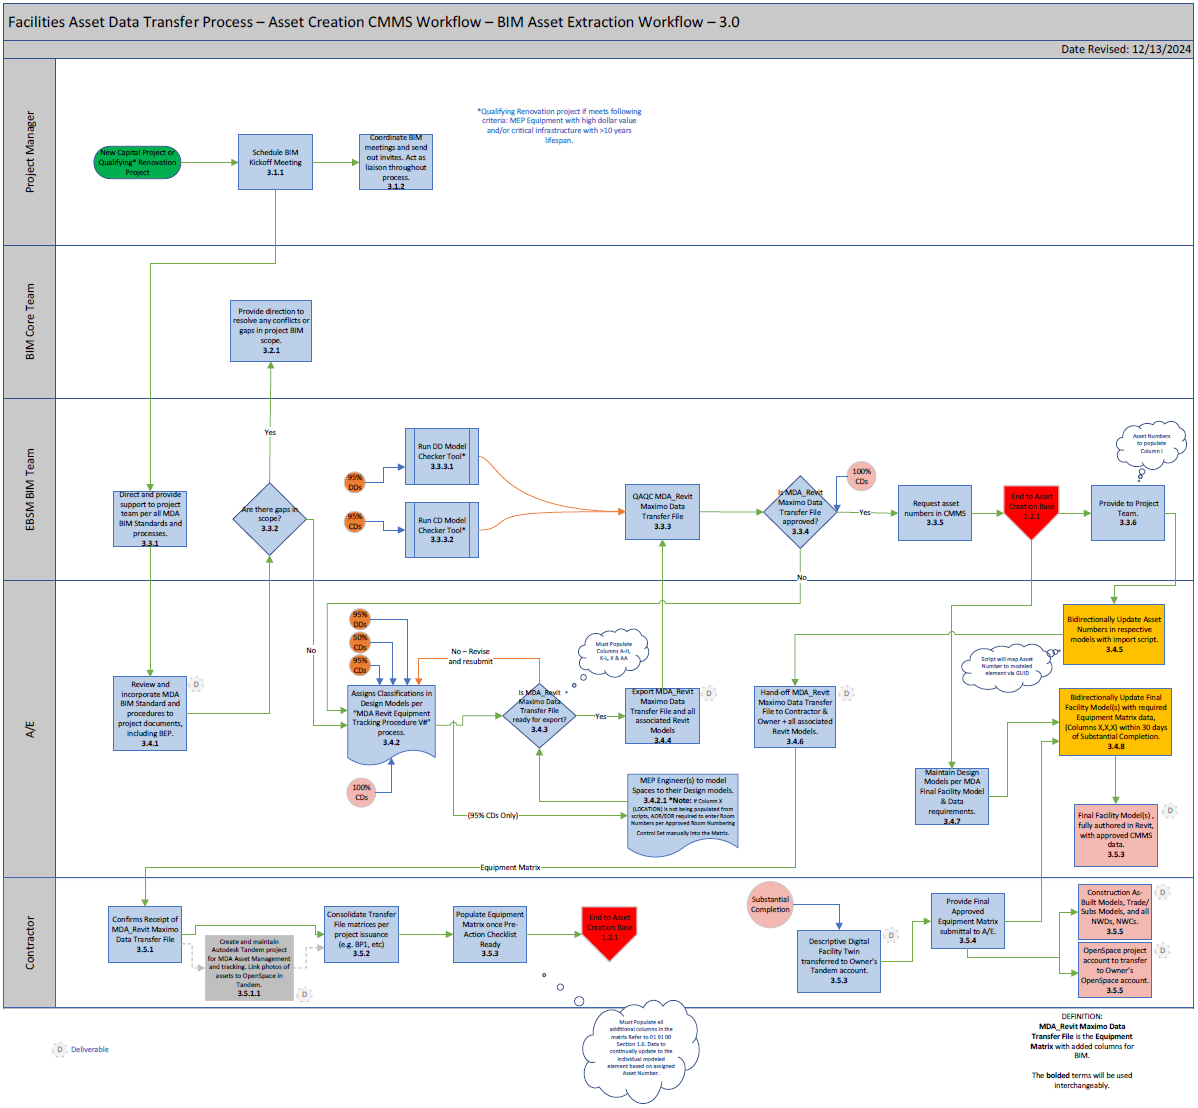 Facilities Asset Data Transfer Process – Asset Creation CMMS Workflow – BIM Asset Extraction Workflow – 3.0
Date Revised: 12/13/2024
Project Manager
New Capital Project or
Qualifying* Renovation
Project
Schedule BIM
Kickoff Meeting
3.1.1
Coordinate BIM
meetings and send
out invites. Act as
liaison throughout
process.
3.1.2
*Qualifying Renovation project if meets following
criteria: MEP Equipment with high dollar value
and/or critical infrastructure with >10 years
lifespan.
BIM Core Team
Provide direction to
resolve any conflicts or
gaps in project BIM
scope.
3.2.1
Yes
EBSM BIM Team
Direct and provide
support to project
team per all MDA
BIM Standards and
processes.
3.3.1
Are there gaps in
scope?
3.3.2
95%
DDs
Run DD Model
Checker Tool*
3.3.3.1
95%
CDs
Run CD Model
Checker Tool*
3.3.3.2
QAQC MDA_Revit
Maximo Data
Transfer File
3.3.3
Is MDA_Revit
Maximo Data
Transfer File
approved?
3.3.4
100%
CDs
Yes
Request asset
numbers in CMMS
3.3.5
End to Asset
Creation Base
1.2.1
Provide to Project
Team.
3.3.6
Asset Numbers
to populate
Column I
No
A/E
No
Review and
incorporate MDA
BIM Standard and
procedures to
project documents,
including BEP.
3.4.1
D
95%
DDs
50%
CDs
95%
CDs
Assigns Classifications in
Design Models per
"MDA Revit Equipment
Tracking Procedure V#"
process.
3.4.2
100%
CDs
No – Revise
and resubmit
Is MDA_Revit
Maximo Data
Transfer File
ready for export?
3.4.3
Must Populate
Columns A-H,
K-L, X & AA
Yes
Export MDA_Revit
Maximo Data
Transfer File and all
associated Revit
Models
3.4.4
D
(95% CDs Only)
MEP Engineer(s) to model
Spaces to their Design models.
3.4.2.1 *Note: If Column X
(LOCATION) is not being populated from
scripts, AOR/EOR required to enter Room
Numbers per Approved Room Numbering
Control Set manually into the Matrix.
Hand-off MDA_Revit
Maximo Data Transfer
File to Contractor &
Owner + all associated
Revit Models.
3.4.6
D
Bidirectionally Update Asset
Numbers in respective
models with import script.
3.4.5
Script will map Asset
Number to modeled
element via GUID
Bidirectionally Update Final
Facility Model(s) with required
Equipment Matrix data,
(Columns X,X,X) within 30 days
of Substantial Completion.
3.4.8
Maintain Design
Models per MDA
Final Facility Model
& Data
requirements.
3.4.7
Final Facility Model(s) ,
fully authored in Revit,
with approved CMMS
data.
3.5.3
D
Equipment Matrix
Contractor
Confirms Receipt of
MDA_Revit Maximo
Data Transfer File
3.5.1
Create and maintain
Autodesk Tandem project
for MDA Asset Management
and tracking. Link photos of
assets to OpenSpace in
Tandem.
3.5.1.1
D
Consolidate Transfer
File matrices per
project issuance
(e.g. BP1, etc)
3.5.2
Populate Equipment
Matrix once Pre-
Action Checklist
Ready
3.5.3
End to Asset
Creation Base
1.2.1
Substantial
Completion
Descriptive Digital
Facility Twin
transferred to Owner's
Tandem account.
3.5.3
D
Provide Final
Approved
Equipment Matrix
submittal to A/E.
3.5.4
Construction As-
Built Models, Trade/
Subs Models, and all
NWDs, NWCs.
3.5.5
D
OpenSpace project
account to transfer
to Owner's
OpenSpace account.
3.5.5
D
Must Populate all
additional columns in the
matrix Refer to 01 91 00
Section 1.6. Data to
continually update to the
individual modeled
element based on assigned
Asset Number.
D Deliverable
DEFINITION:
MDA_Revit Maximo Data
Transfer File is the Equipment
Matrix with added columns for
BIM.
The bolded terms will be used
interchangeably.